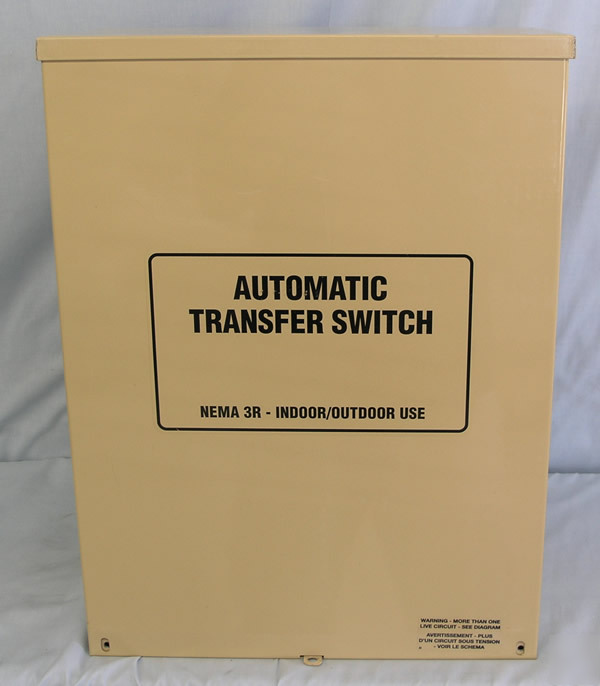 AUTOMATIC
TRANSFER SWITCH
NEMA 3R - INDOOR/OUTDOOR USE
WARNING - MORE THAN ONE
LIVE CIRCUIT - SEE DIAGRAM
AVERTISSEMENT - PLUS
D'UN CIRCUIT SOUS TENSION
- VOIR LE SCHEMA